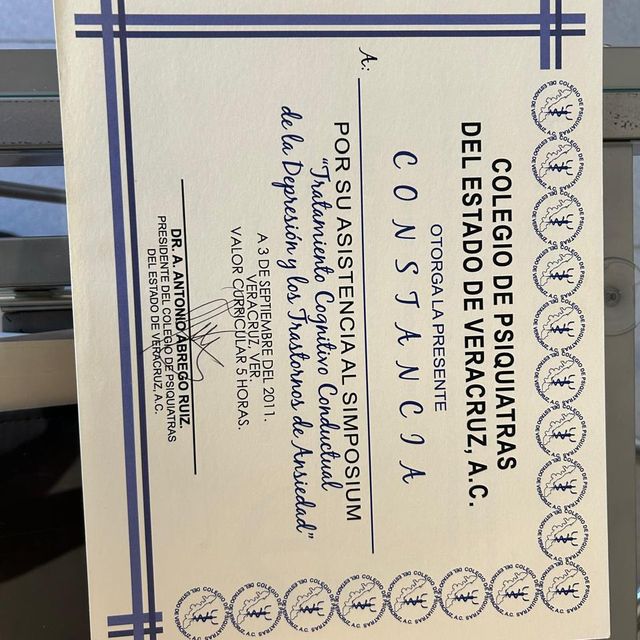 COLEGIO DE PSIQUIATRAS
DEL ESTADO DE VERACRUZ, A.C.
OTORGA LA PRESENTE
CONSTANCIA
A:
POR SU ASISTENCIA AL SIMPOSIUM
"Tratamiento Cognitivo Conductual
de la Depresión y los Trastornos de Ansiedad"
A 3 DE SEPTIEMBRE DEL 2011.
VERACRUZ, VER.
VALOR CURRICULAR 5 HORAS.
DR. A. ANTONIO ABREGO RUIZ.
PRESIDENTE DEL COLEGIO DE PSIQUIATRAS
DEL ESTADO DE VERACRUZ, A.C.